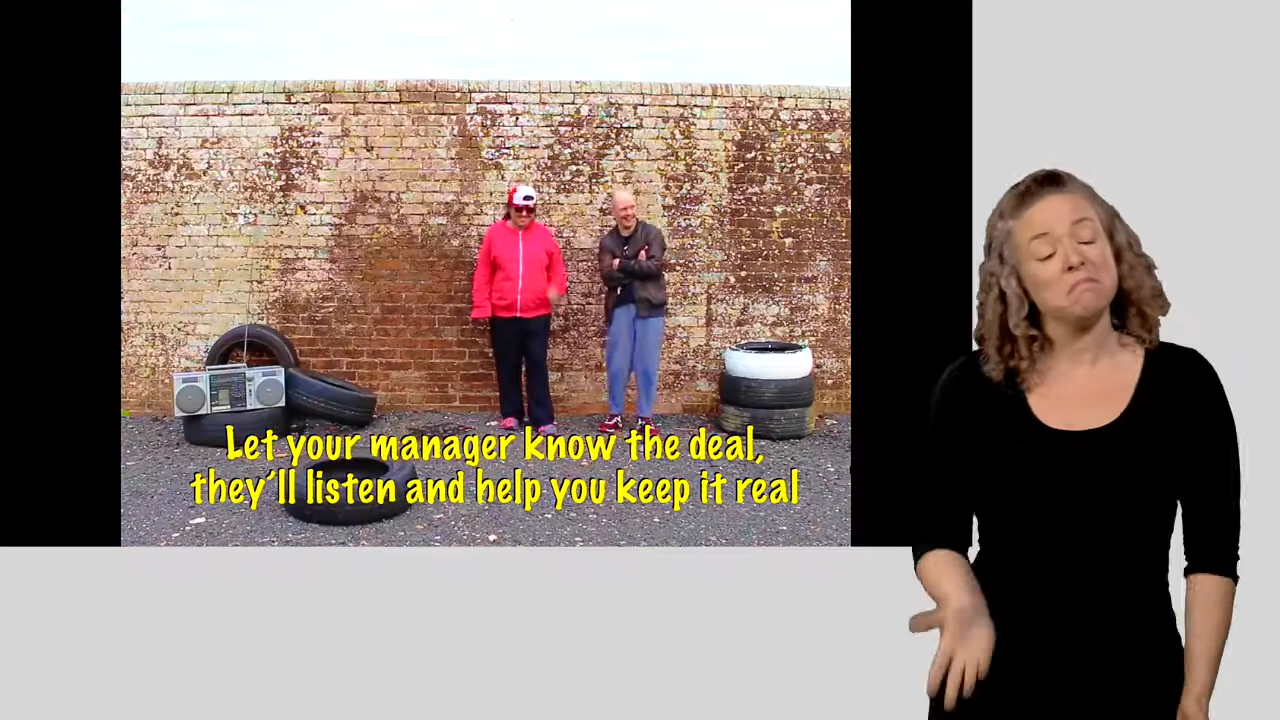 Let your manager know the deal,
they'll listen and help you keep it real